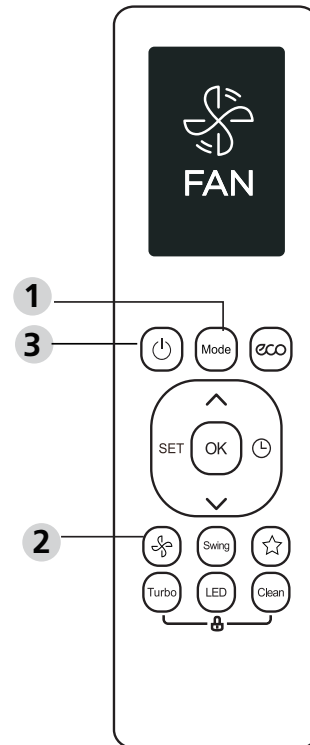 FAN
1
3
Mode
eco
SET
OK
2
Swing
Turbo
LED
Clean